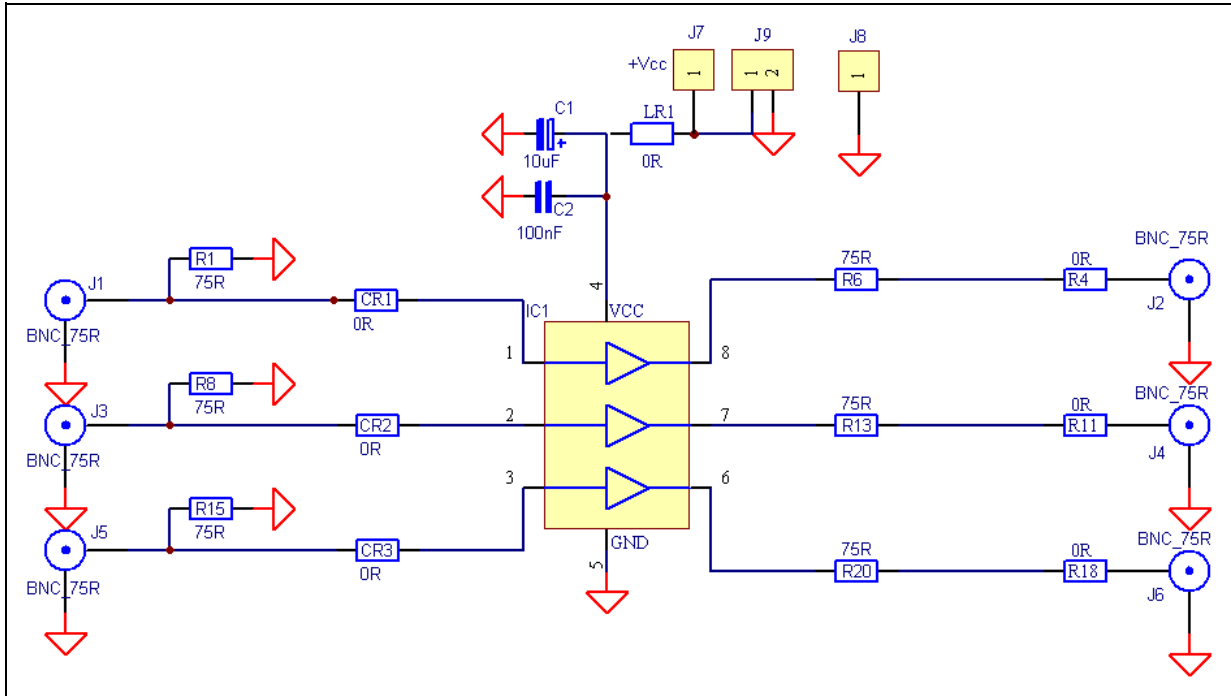 J7
J9
J8
+Vcc
1
1
2
1
C1
LR1
10uF
+
0R
C2
100nF
BNC_75R
R1
75R
J1
BNC_75R
CR1
0R
4
IC1
VCC
75R
R6
0R
R4
J2
1
8
R8
75R
J3
BNC_75R
CR2
0R
2
7
75R
R13
0R
R11
BNC_75R
J4
3
6
R15
75R
J5
BNC_75R
CR3
0R
GND
5
75R
R20
0R
R18
BNC_75R
J6